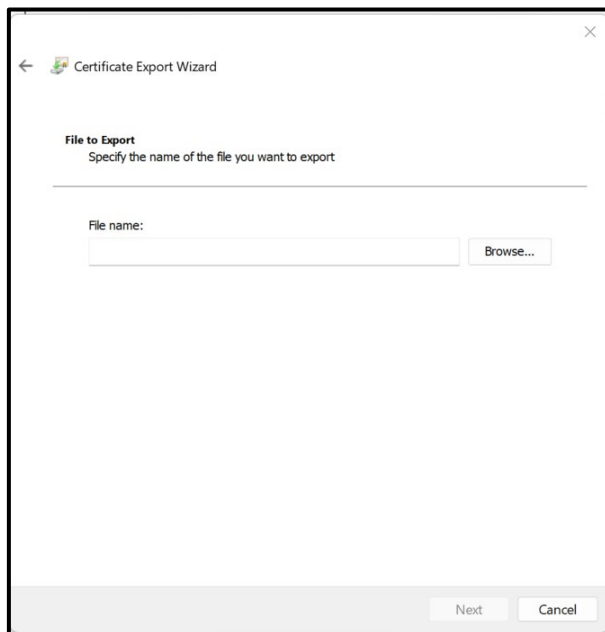 Certificate Export Wizard
File to Export
Specify the name of the file you want to export
File name:
Browse...
Next Cancel